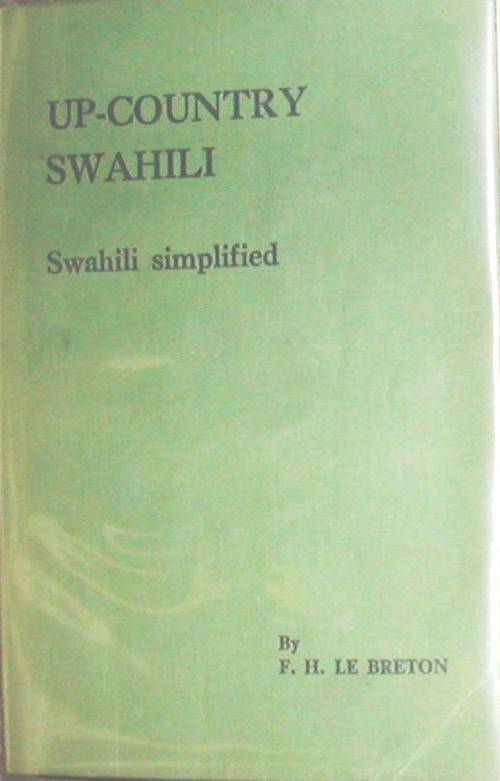 UP-COUNTRY
SWAHILI
Swahili simplified
By
F. H. LE BRETON